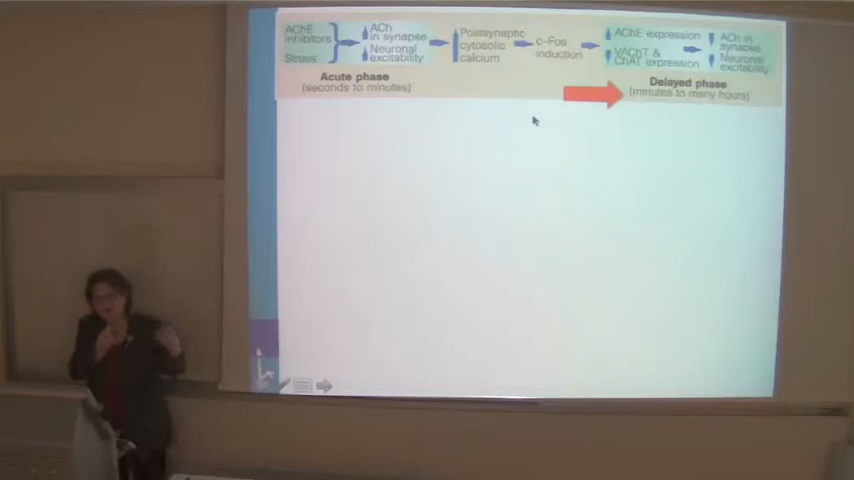 AChE
inhibitors
Stress
ACh
in synapse
Neuronal
excitability
Acute phase
(seconds to minutes)
Postsynaptic
cytosolic
calcium
c-Fos
induction
AChE expression
VAChT &
ChAT expression
ACh in
synapse
Neuronal
excitability
Delayed phase
(minutes to many hours)